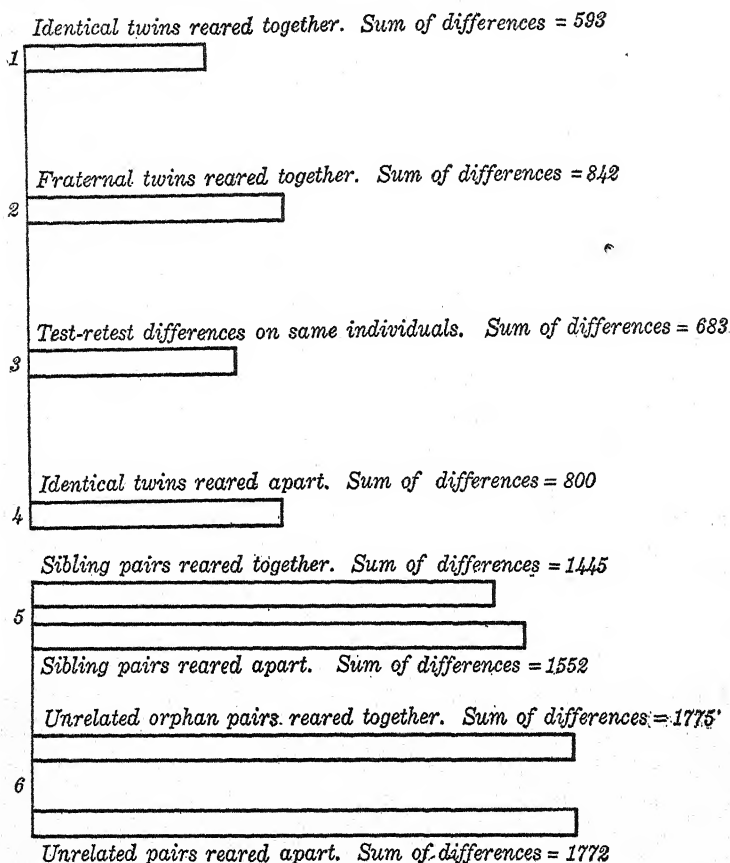 Identical twins reared together. Sum of differences = 593
1
Fraternal twins reared together. Sum of differences = 842
2
Test-retest differences on same individuals. Sum of differences = 683
3
Identical twins reared apart. Sum of differences = 800
4
Sibling pairs reared together. Sum of differences = 1445
5
Sibling pairs reared apart. Sum of differences = 1552
Unrelated orphan pairs reared together. Sum of differences = 1775
6
Unrelated pairs reared apart. Sum of differences = 1772